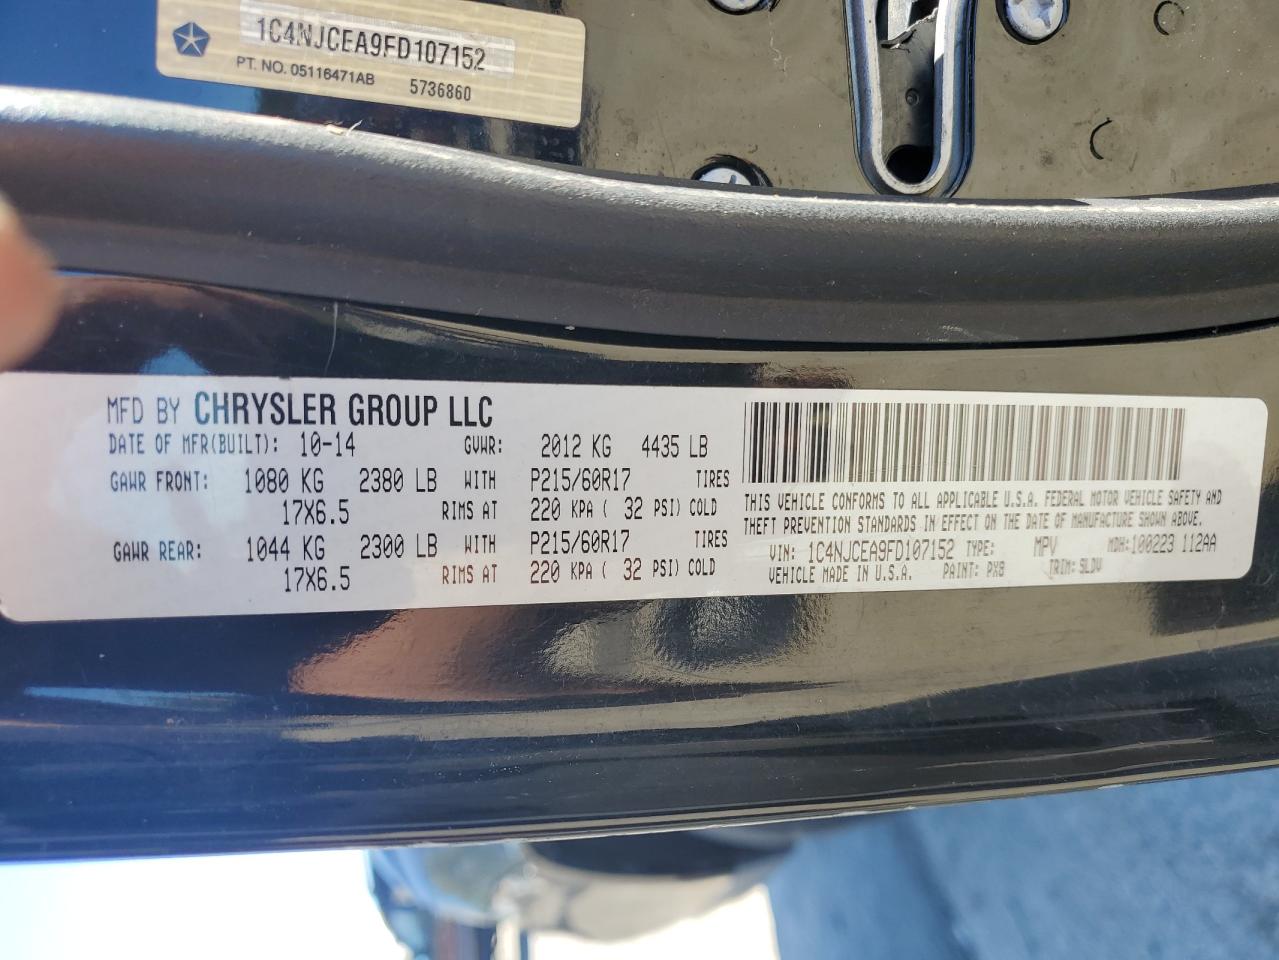 1C4NJCEA9FD107152
PT. NO. 05116471AB 5736860
MFD BY CHRYSLER GROUP LLC
DATE OF MFR(BUILT): 10-14 GVWR: 2012 KG 4435 LB
GAWR FRONT: 1080 KG 2380 LB WITH P215/60R17 TIRES
17X6.5 RIMS AT 220 KPA ( 32 PSI) COLD
GAWR REAR: 1044 KG 2300 LB WITH P215/60R17 TIRES
17X6.5 RIMS AT 220 KPA ( 32 PSI) COLD
THIS VEHICLE CONFORMS TO ALL APPLICABLE U.S.A. FEDERAL MOTOR VEHICLE SAFETY AND
THEFT PREVENTION STANDARDS IN EFFECT ON THE DATE OF MANUFACTURE SHOWN ABOVE.
VIN: 1C4NJCEA9FD107152 TYPE: MPV MDH:100223 112AA
VEHICLE MADE IN U.S.A. PAINT: PX8 TRIM: SLDV